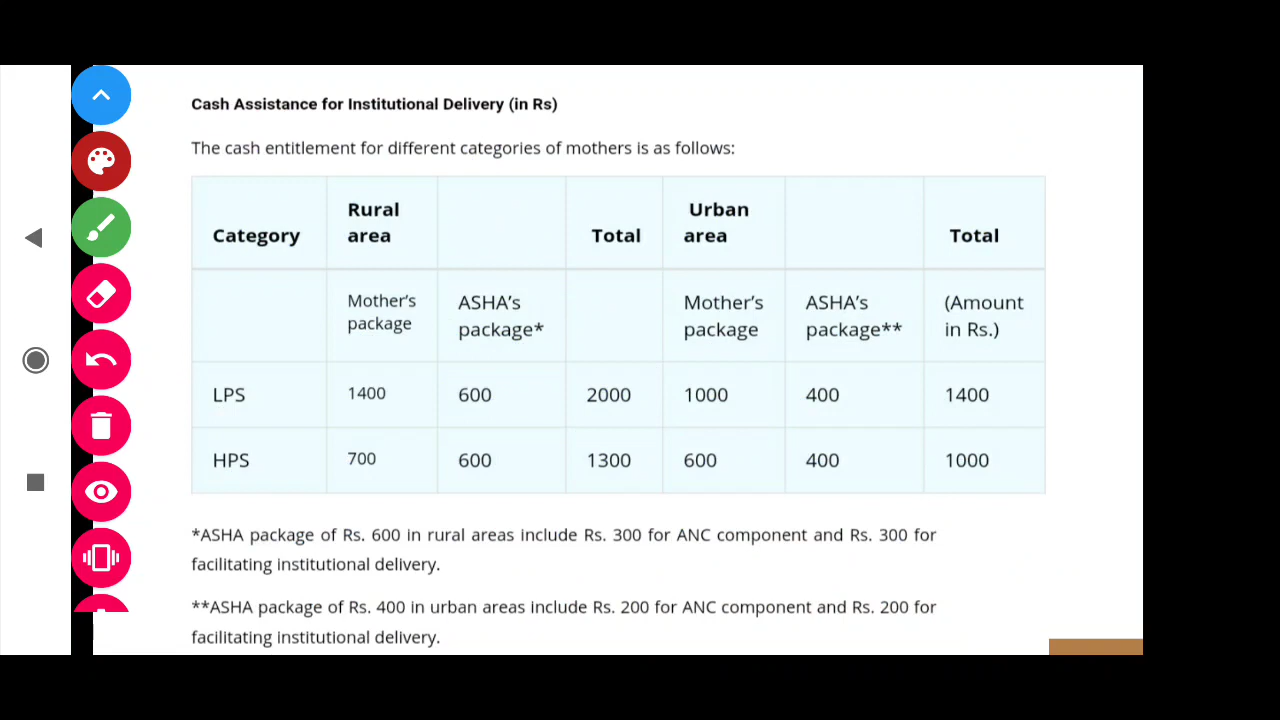 Cash Assistance for Institutional Delivery (in Rs)
The cash entitlement for different categories of mothers is as follows:
Category Rural area Total Urban area Total
Mother's package ASHA's package* Mother's package ASHA's package** (Amount in Rs.)
LPS 1400 600 2000 1000 400 1400
HPS 700 600 1300 600 400 1000
*ASHA package of Rs. 600 in rural areas include Rs. 300 for ANC component and Rs. 300 for
facilitating institutional delivery.
**ASHA package of Rs. 400 in urban areas include Rs. 200 for ANC component and Rs. 200 for
facilitating institutional delivery.